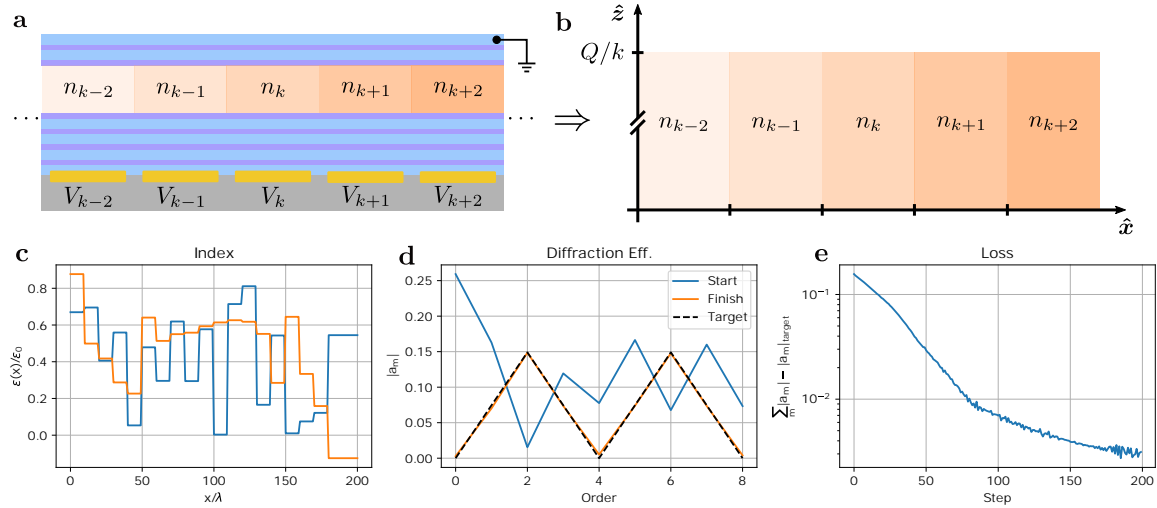 a
n_{k-2} n_{k-1} n_k n_{k+1} n_{k+2}
... ... ⇒
V_{k-2} V_{k-1} V_k V_{k+1} V_{k+2}
b
ẑ
Q/k
n_{k-2} n_{k-1} n_k n_{k+1} n_{k+2}
x̂
c
Index
ε(x)/ε₀
0.8
0.6
0.4
0.2
0.0
0 50 100 150 200
x/λ
d
Diffraction Eff.
|a_m|
0.25
0.20
0.15
0.10
0.05
0.00
Start
Finish
Target
0 2 4 6 8
Order
e
Loss
∑_m |a_m| − |a_m|_{target}
10⁻¹
10⁻²
0 50 100 150 200
Step